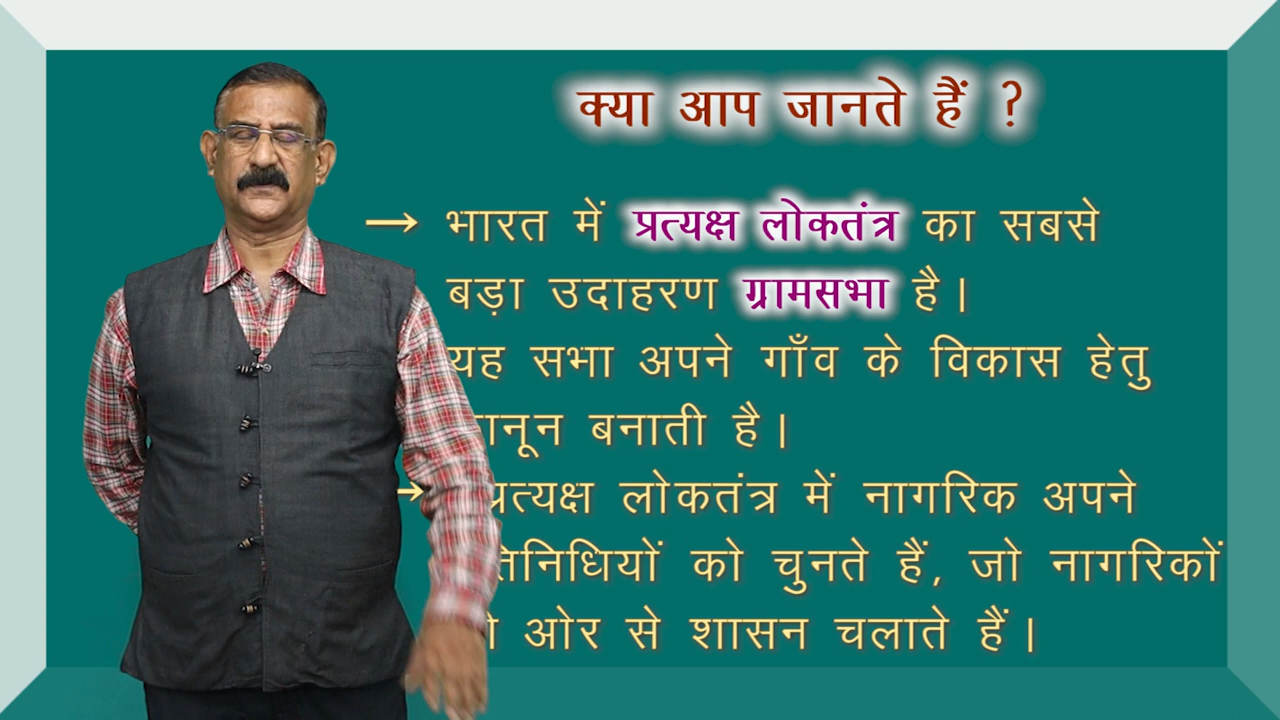 क्या आप जानते हैं ?
→ भारत में प्रत्यक्ष लोकतंत्र का सबसे
बड़ा उदाहरण ग्रामसभा है।
यह सभा अपने गाँव के विकास हेतु
बनाती है।
→ लोकतंत्र में नागरिक अपने
को चुनते हैं, जो नागरिकों
ओर से शासन चलाते हैं।